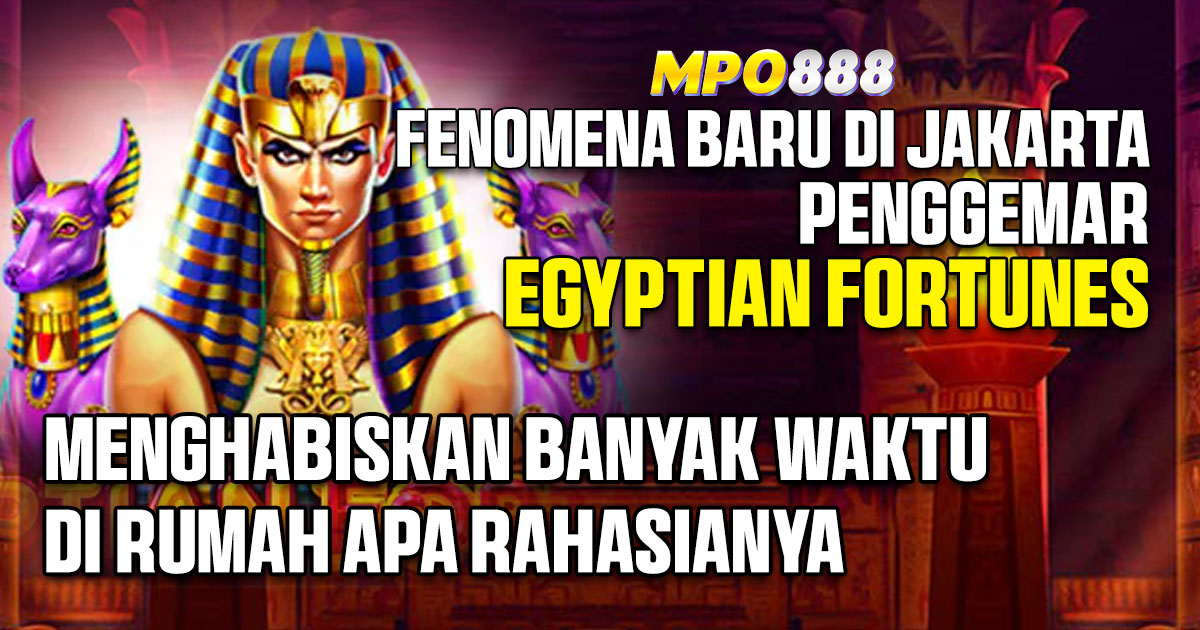 MPO888
FENOMENA BARU DI JAKARTA
PENGGEMAR
EGYPTIAN FORTUNES
MENGHABISKAN BANYAK WAKTU
DI RUMAH APA RAHASIANYA